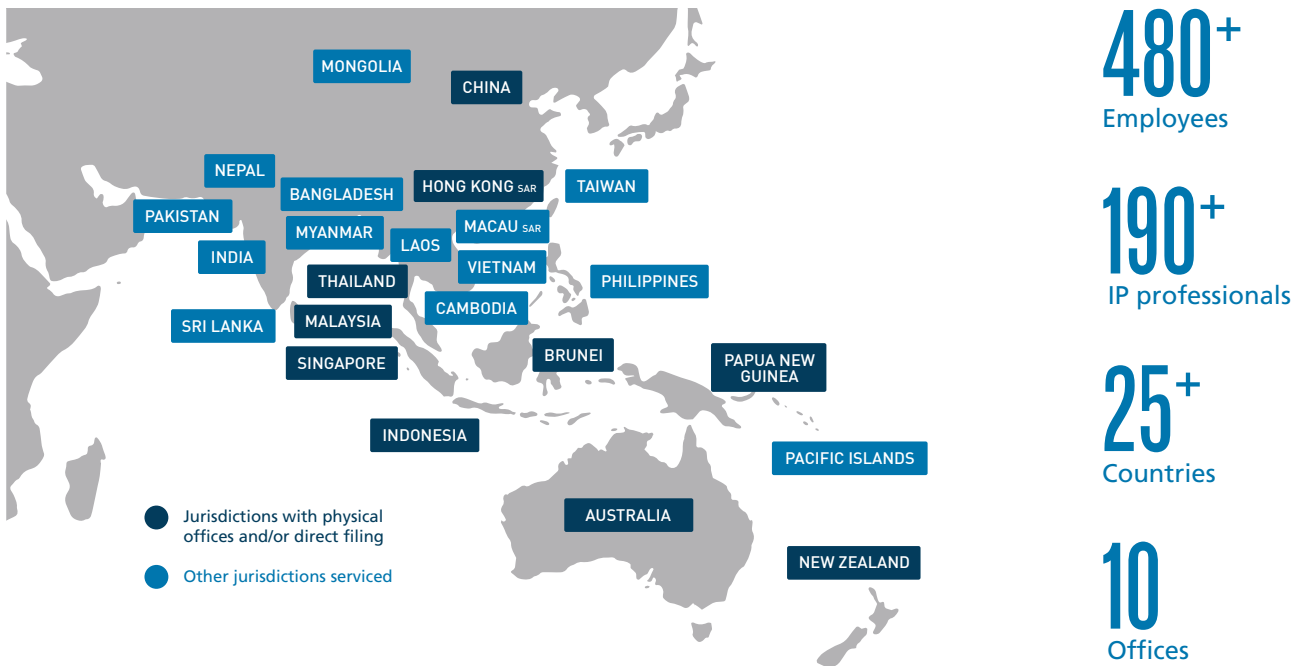 MONGOLIA
CHINA
NEPAL
BANGLADESH
HONG KONG SAR
TAIWAN
PAKISTAN
MYANMAR
LAOS
MACAU SAR
INDIA
THAILAND
VIETNAM
PHILIPPINES
SRI LANKA
MALAYSIA
CAMBODIA
SINGAPORE
BRUNEI
PAPUA NEW
GUINEA
INDONESIA
PACIFIC ISLANDS
AUSTRALIA
NEW ZEALAND
Jurisdictions with physical
offices and/or direct filing
Other jurisdictions serviced
480+
Employees
190+
IP professionals
25+
Countries
10
Offices